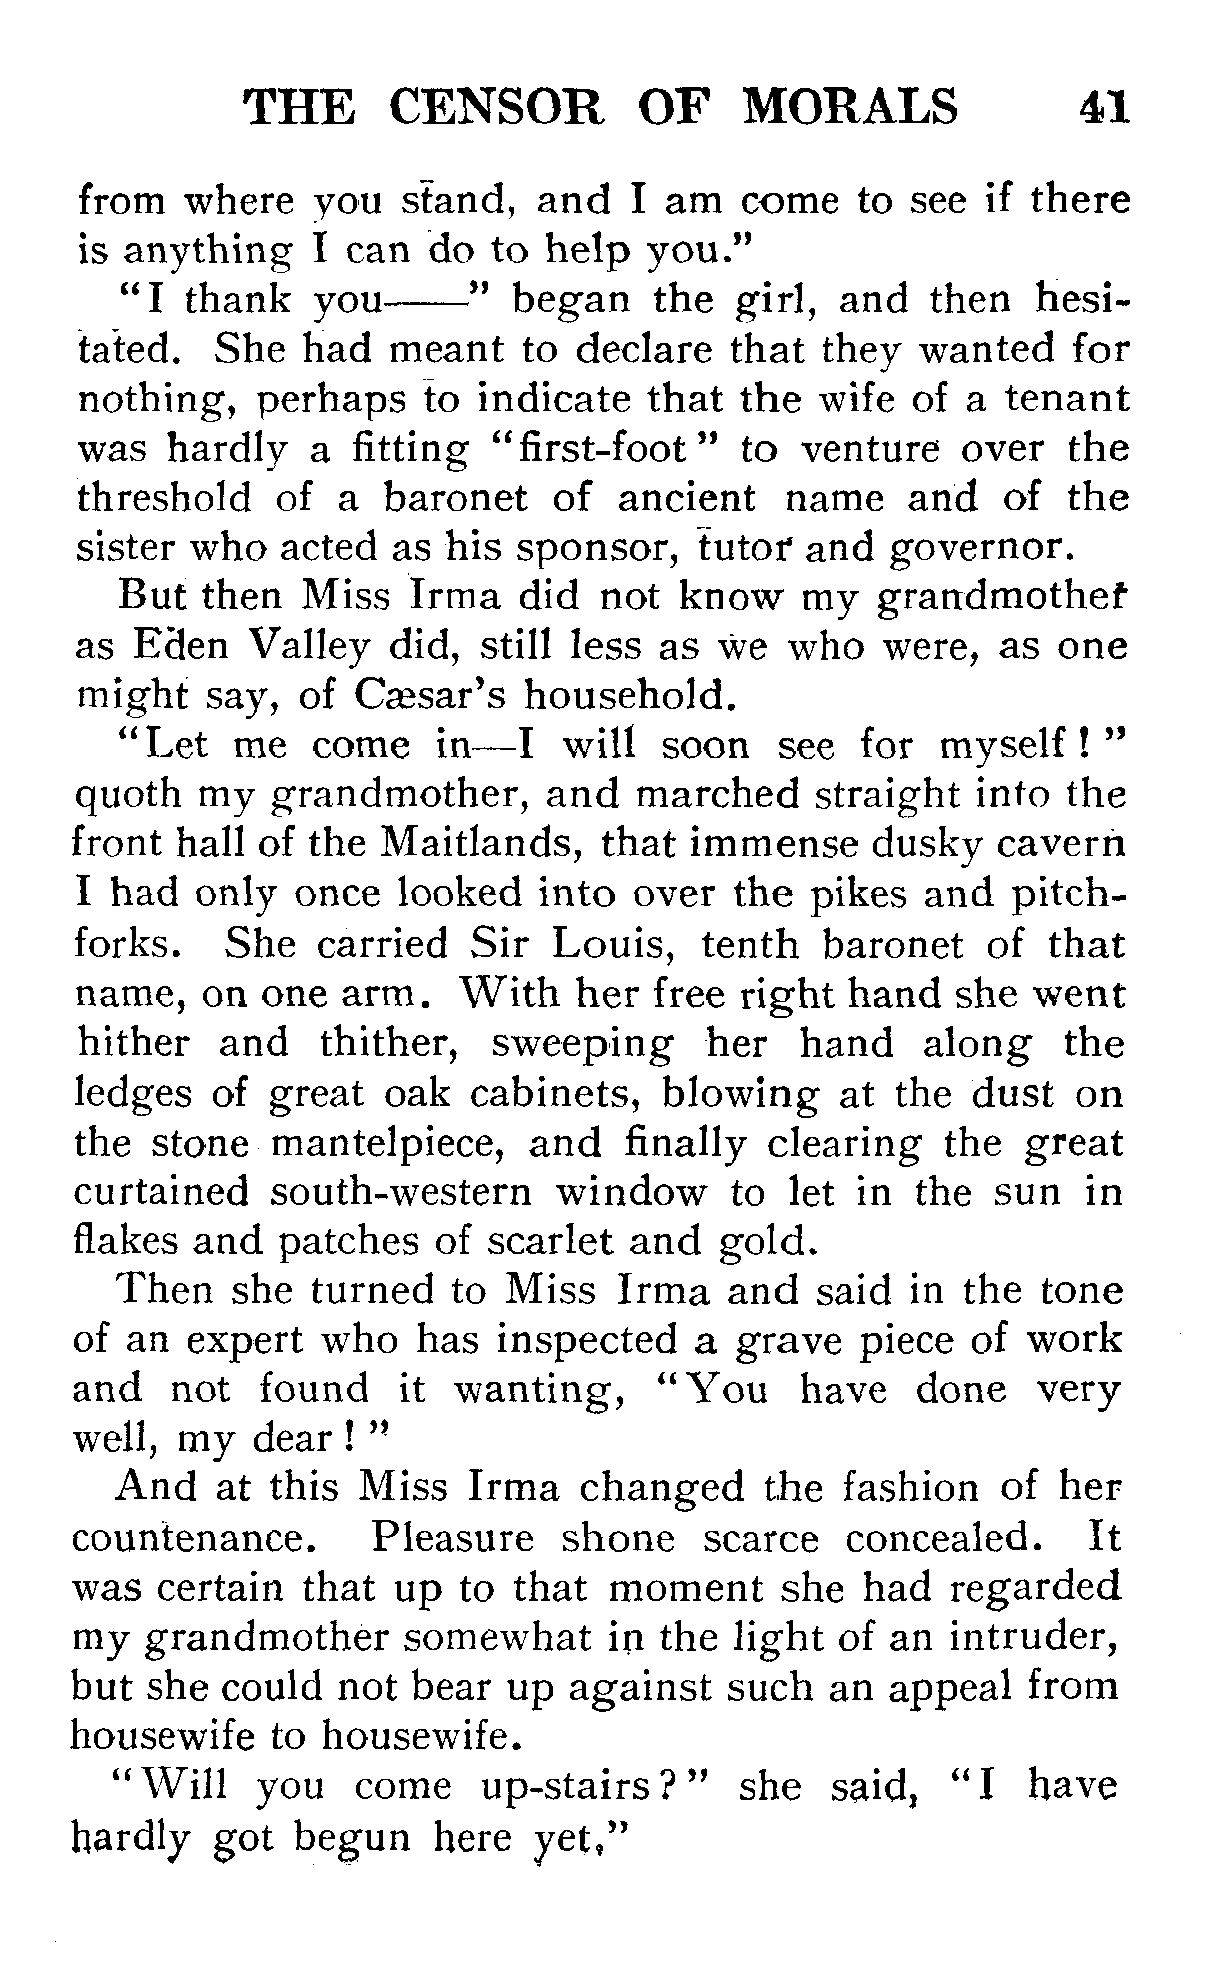 THE CENSOR OF MORALS 41
from where you stand, and I am come to see if there
is anything I can do to help you."
"I thank you——" began the girl, and then hesi-
tated. She had meant to declare that they wanted for
nothing, perhaps to indicate that the wife of a tenant
was hardly a fitting "first-foot" to venture over the
threshold of a baronet of ancient name and of the
sister who acted as his sponsor, tutor and governor.
But then Miss Irma did not know my grandmother
as Eden Valley did, still less as we who were, as one
might say, of Cæsar's household.
"Let me come in—I will soon see for myself!"
quoth my grandmother, and marched straight into the
front hall of the Maitlands, that immense dusky cavern
I had only once looked into over the pikes and pitch-
forks. She carried Sir Louis, tenth baronet of that
name, on one arm. With her free right hand she went
hither and thither, sweeping her hand along the
ledges of great oak cabinets, blowing at the dust on
the stone mantelpiece, and finally clearing the great
curtained south-western window to let in the sun in
flakes and patches of scarlet and gold.
Then she turned to Miss Irma and said in the tone
of an expert who has inspected a grave piece of work
and not found it wanting, "You have done very
well, my dear!"
And at this Miss Irma changed the fashion of her
countenance. Pleasure shone scarce concealed. It
was certain that up to that moment she had regarded
my grandmother somewhat in the light of an intruder,
but she could not bear up against such an appeal from
housewife to housewife.
"Will you come up-stairs?" she said, "I have
hardly got begun here yet,"